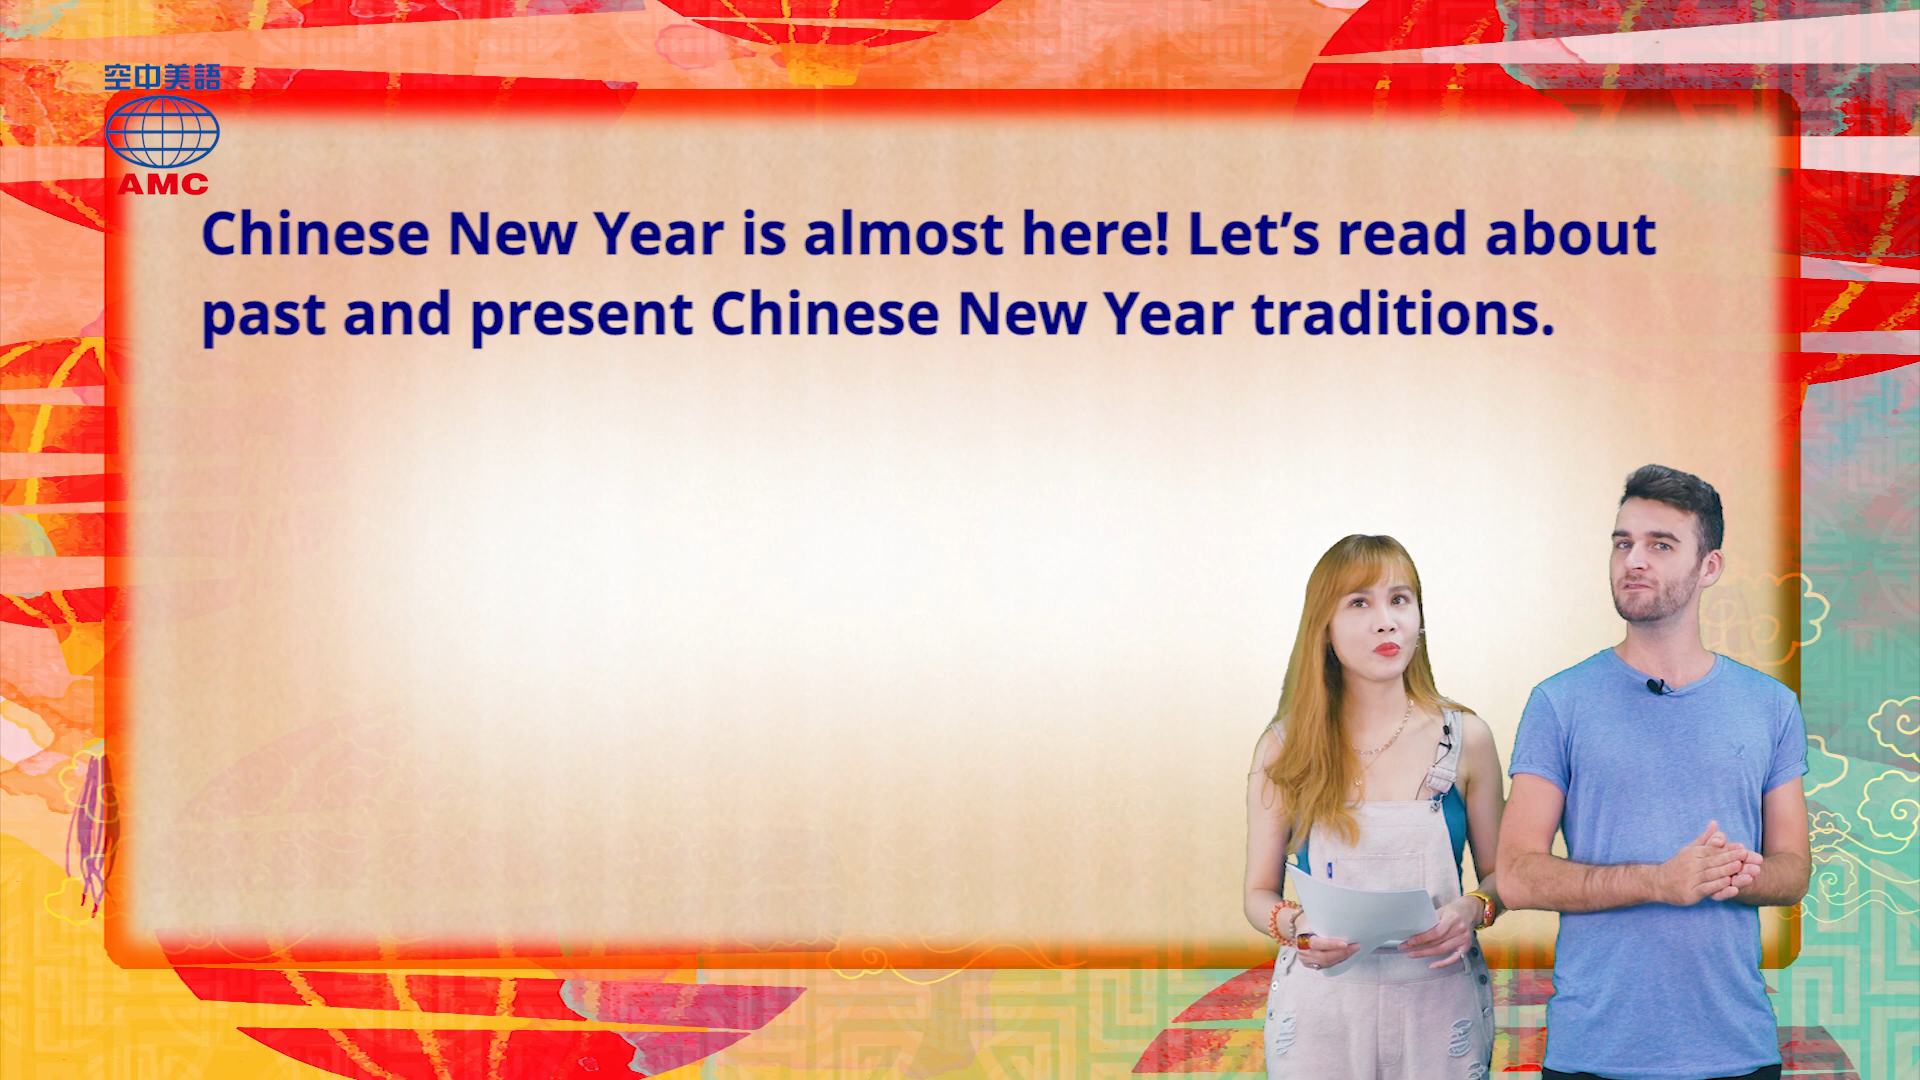 空中美語
AMC
Chinese New Year is almost here! Let’s read about
past and present Chinese New Year traditions.